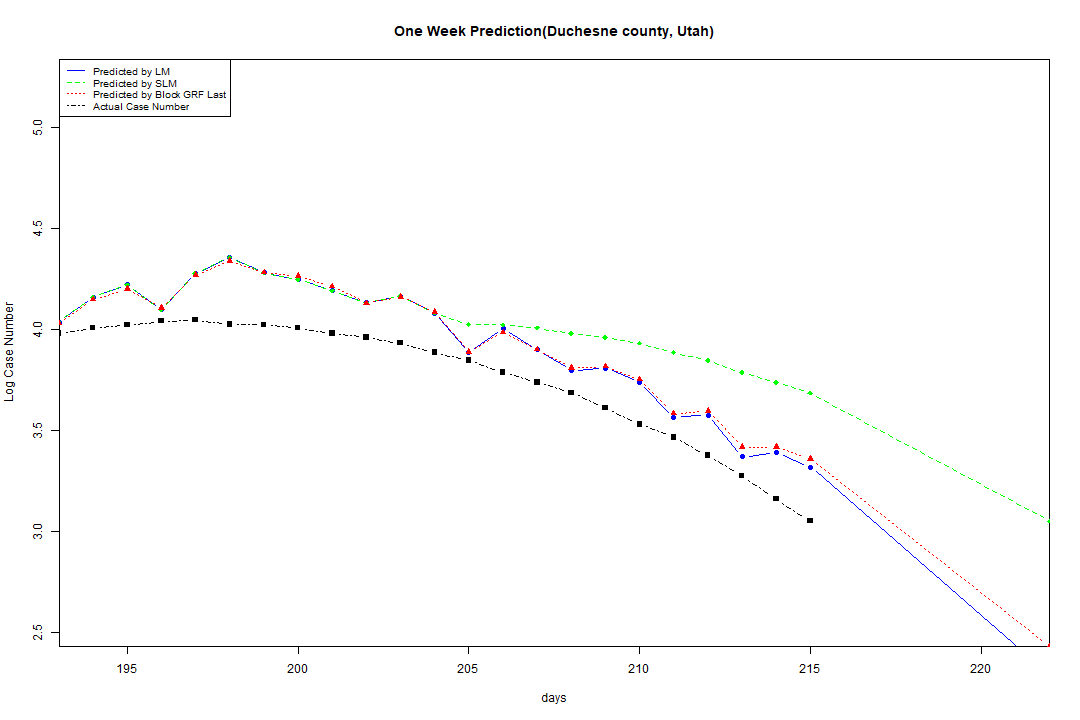 One Week Prediction(Duchesne county, Utah)
Predicted by LM
Predicted by SLM
Predicted by Block GRF Last
Actual Case Number
5.0
4.5
4.0
3.5
3.0
2.5
Log Case Number
195 200 205 210 215 220
days